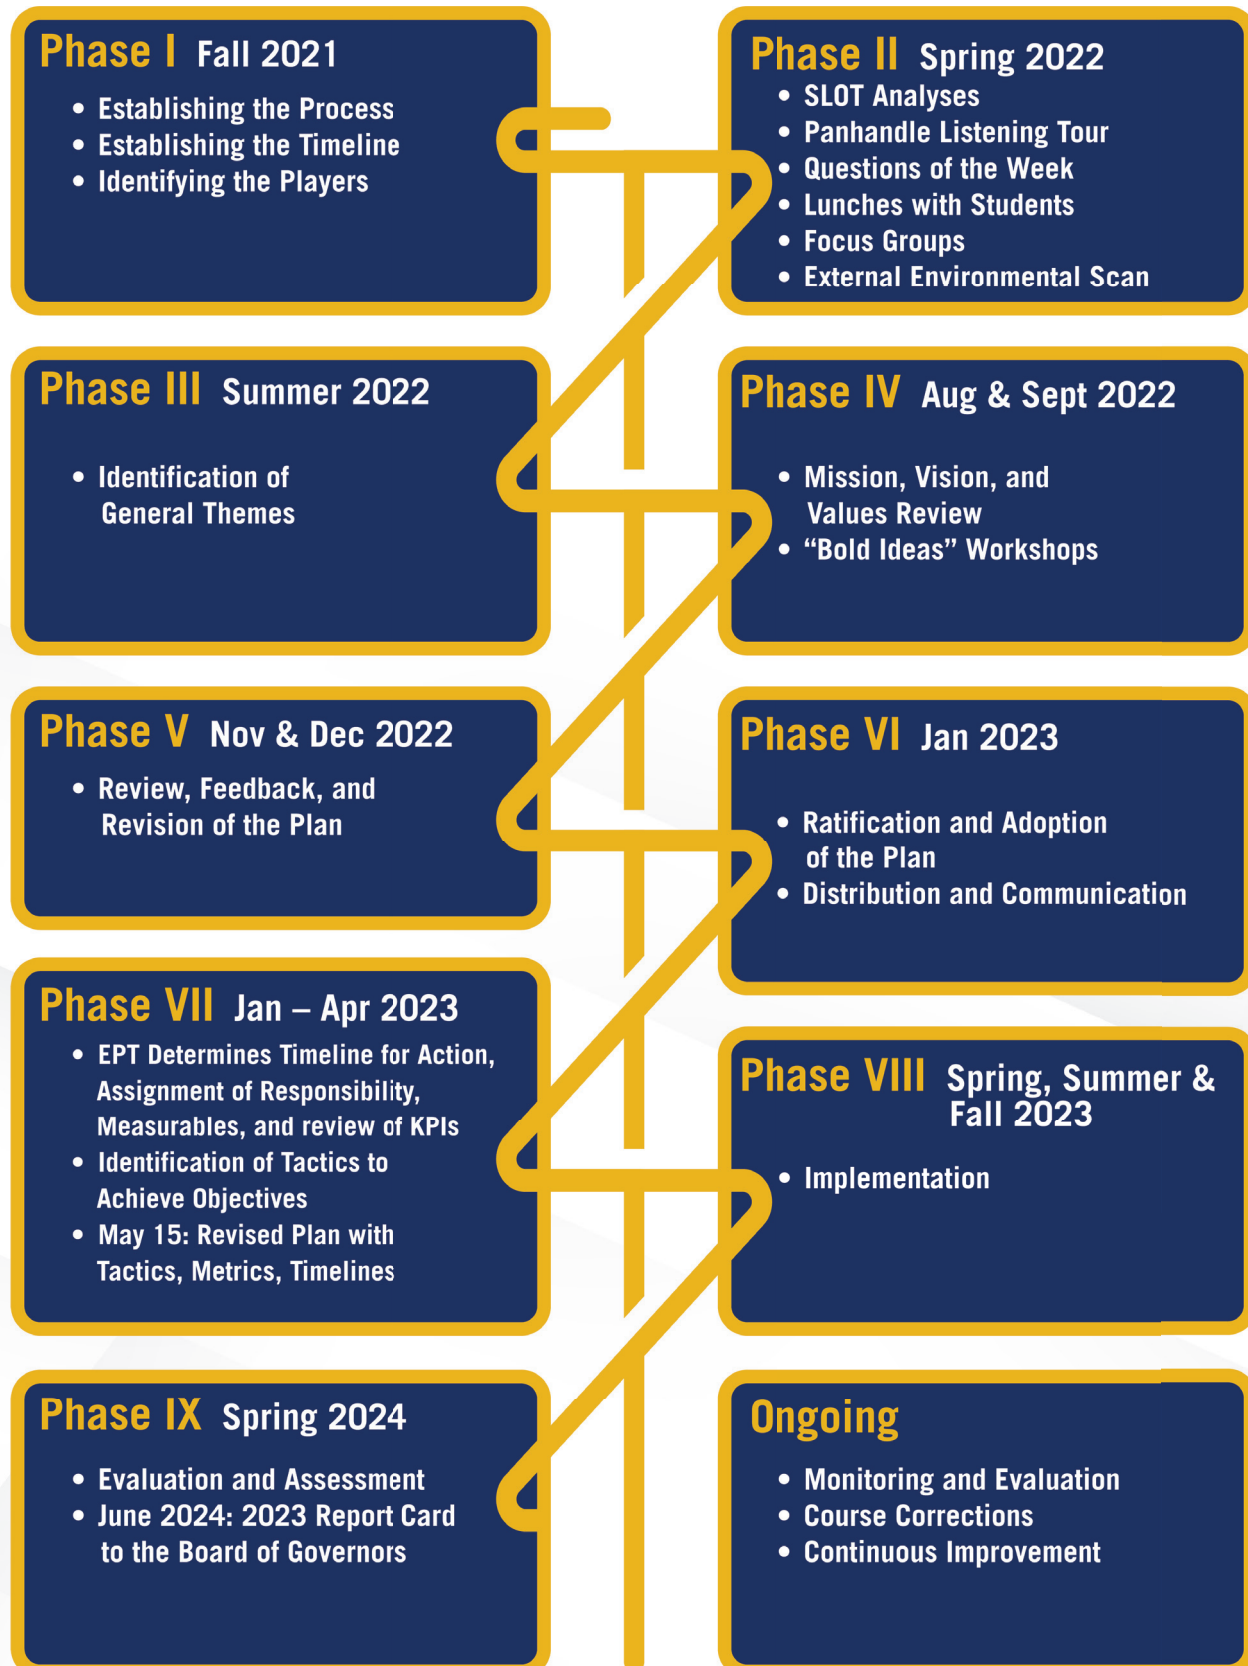 Phase I Fall 2021
• Establishing the Process
• Establishing the Timeline
• Identifying the Players
Phase II Spring 2022
• SLOT Analyses
• Panhandle Listening Tour
• Questions of the Week
• Lunches with Students
• Focus Groups
• External Environmental Scan
Phase III Summer 2022
• Identification of
General Themes
Phase IV Aug & Sept 2022
• Mission, Vision, and
Values Review
• “Bold Ideas” Workshops
Phase V Nov & Dec 2022
• Review, Feedback, and
Revision of the Plan
Phase VI Jan 2023
• Ratification and Adoption
of the Plan
• Distribution and Communication
Phase VII Jan – Apr 2023
• EPT Determines Timeline for Action,
Assignment of Responsibility,
Measurables, and review of KPIs
• Identification of Tactics to
Achieve Objectives
• May 15: Revised Plan with
Tactics, Metrics, Timelines
Phase VIII Spring, Summer &
Fall 2023
• Implementation
Phase IX Spring 2024
• Evaluation and Assessment
• June 2024: 2023 Report Card
to the Board of Governors
Ongoing
• Monitoring and Evaluation
• Course Corrections
• Continuous Improvement